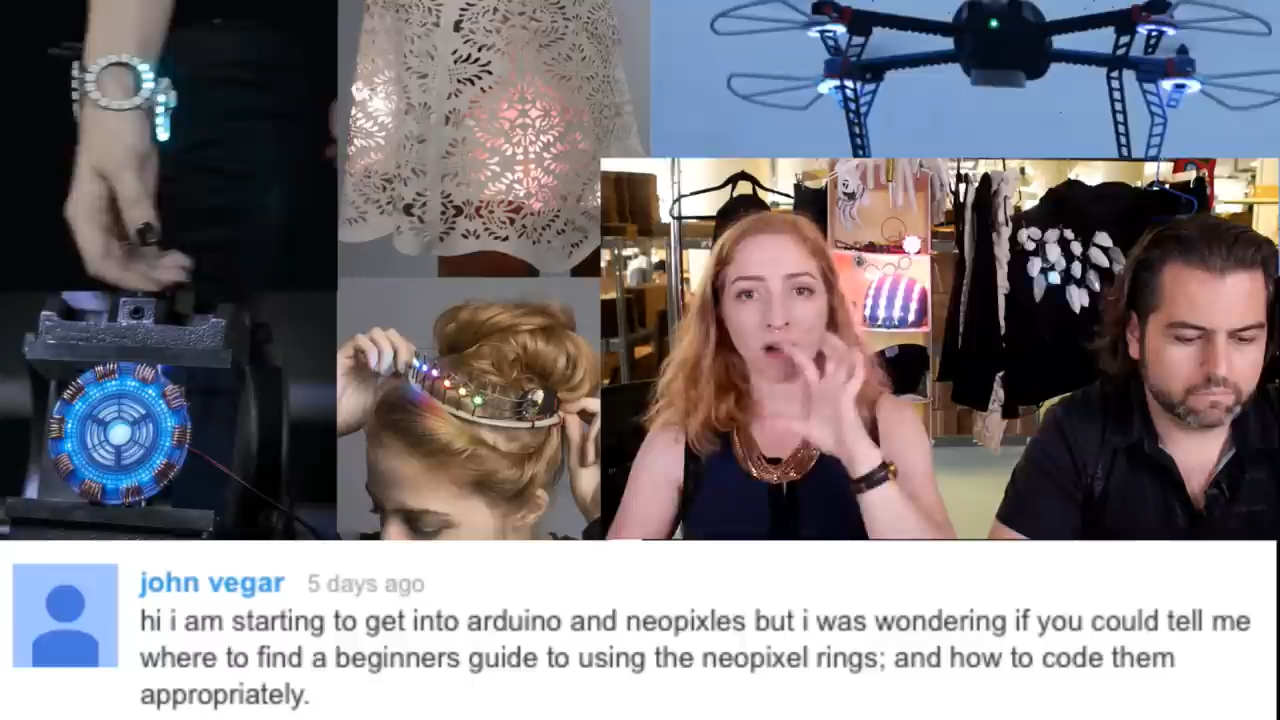 john vegar 5 days ago
hi i am starting to get into arduino and neopixles but i was wondering if you could tell me
where to find a beginners guide to using the neopixel rings; and how to code them
appropriately.